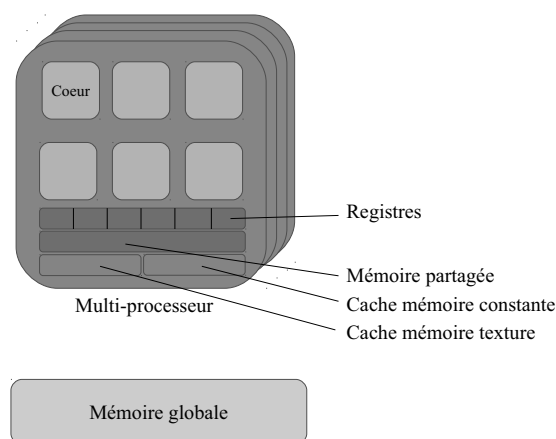 Coeur
Registres
Mémoire partagée
Multi-processeur
Cache mémoire constante
Cache mémoire texture
Mémoire globale